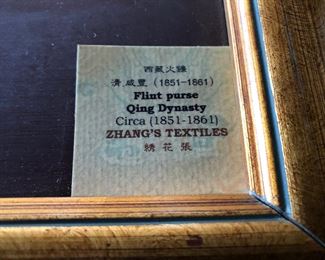 西藏火鐮
清.咸豐 (1851-1861)
Flint purse
Qing Dynasty
Circa (1851-1861)
ZHANG'S TEXTILES
綉花張